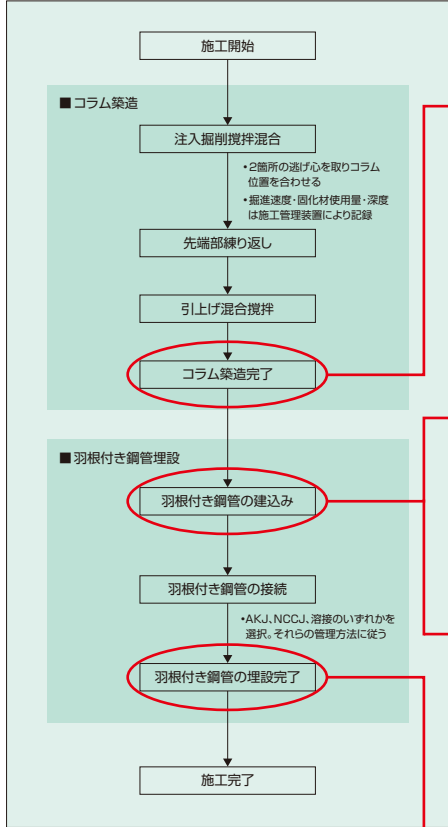 施工開始
■コラム築造
注入掘削撹拌混合
・2箇所の逃げ心を取りコラム
位置を合わせる
・掘進速度・固化材使用量・深度
は施工管理装置により記録
先端部練り返し
引上げ混合撹拌
コラム築造完了
■羽根付き鋼管埋設
羽根付き鋼管の建込み
羽根付き鋼管の接続
・AKJ、NCCJ、溶接のいずれかを
選択。それらの管理方法に従う
羽根付き鋼管の埋設完了
施工完了